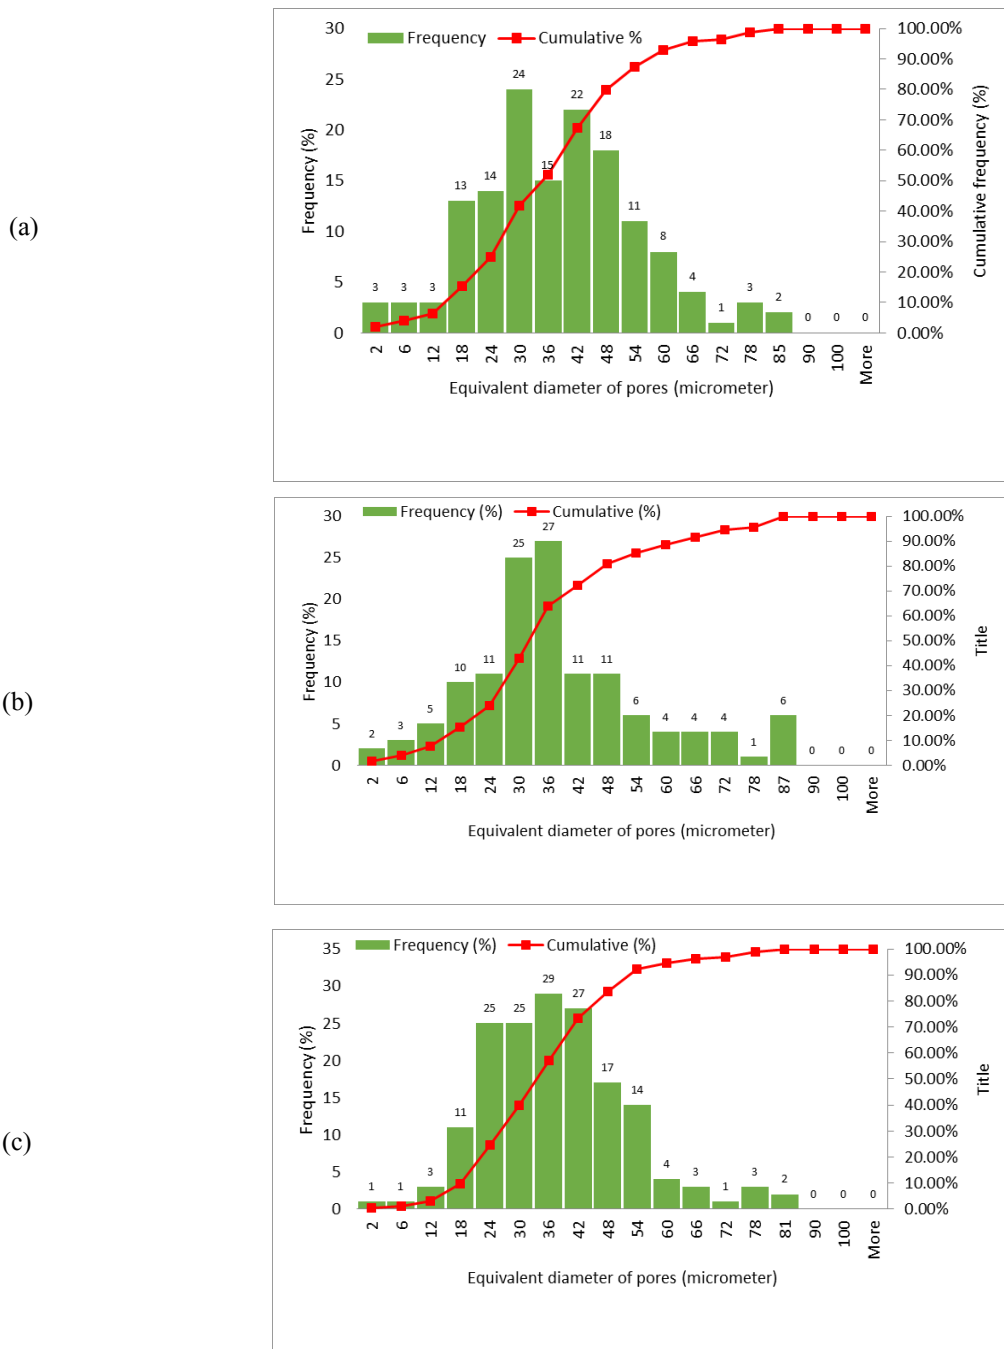 (a)
Frequency
Cumulative %
30
25
20
15
10
5
0
Frequency (%)
3 3 3 13 14 24 15 22 18 11 8 4 1 3 2 0 0 0
100.00%
90.00%
80.00%
70.00%
60.00%
50.00%
40.00%
30.00%
20.00%
10.00%
0.00%
Cumulative frequency (%)
2 6 12 18 24 30 36 42 48 54 60 66 72 78 85 90 100 More
Equivalent diameter of pores (micrometer)
(b)
Frequency (%)
Cumulative (%)
30
25
20
15
10
5
0
Frequency (%)
2 3 5 10 11 25 27 11 11 6 4 4 4 1 6 0 0 0
100.00%
90.00%
80.00%
70.00%
60.00%
50.00%
40.00%
30.00%
20.00%
10.00%
0.00%
Title
2 6 12 18 24 30 36 42 48 54 60 66 72 78 87 90 100 More
Equivalent diameter of pores (micrometer)
(c)
Frequency (%)
Cumulative (%)
35
30
25
20
15
10
5
0
Frequency (%)
1 1 3 11 25 25 29 27 17 14 4 3 1 3 2 0 0 0
100.00%
90.00%
80.00%
70.00%
60.00%
50.00%
40.00%
30.00%
20.00%
10.00%
0.00%
Title
2 6 12 18 24 30 36 42 48 54 60 66 72 78 81 90 100 More
Equivalent diameter of pores (micrometer)